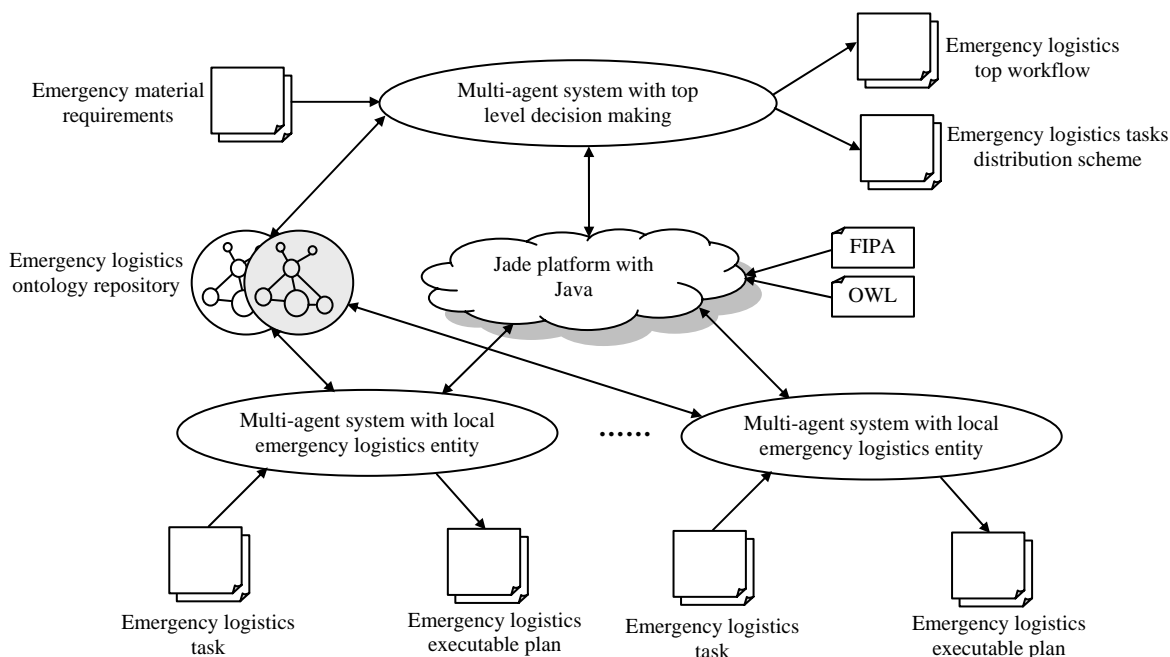 Emergency logistics
top workflow
Emergency material
requirements
Multi-agent system with top
level decision making
Emergency logistics tasks
distribution scheme
Emergency logistics
ontology repository
Jade platform with
Java
FIPA
OWL
Multi-agent system with local
emergency logistics entity
......
Multi-agent system with local
emergency logistics entity
Emergency logistics
task
Emergency logistics
executable plan
Emergency logistics
task
Emergency logistics
executable plan